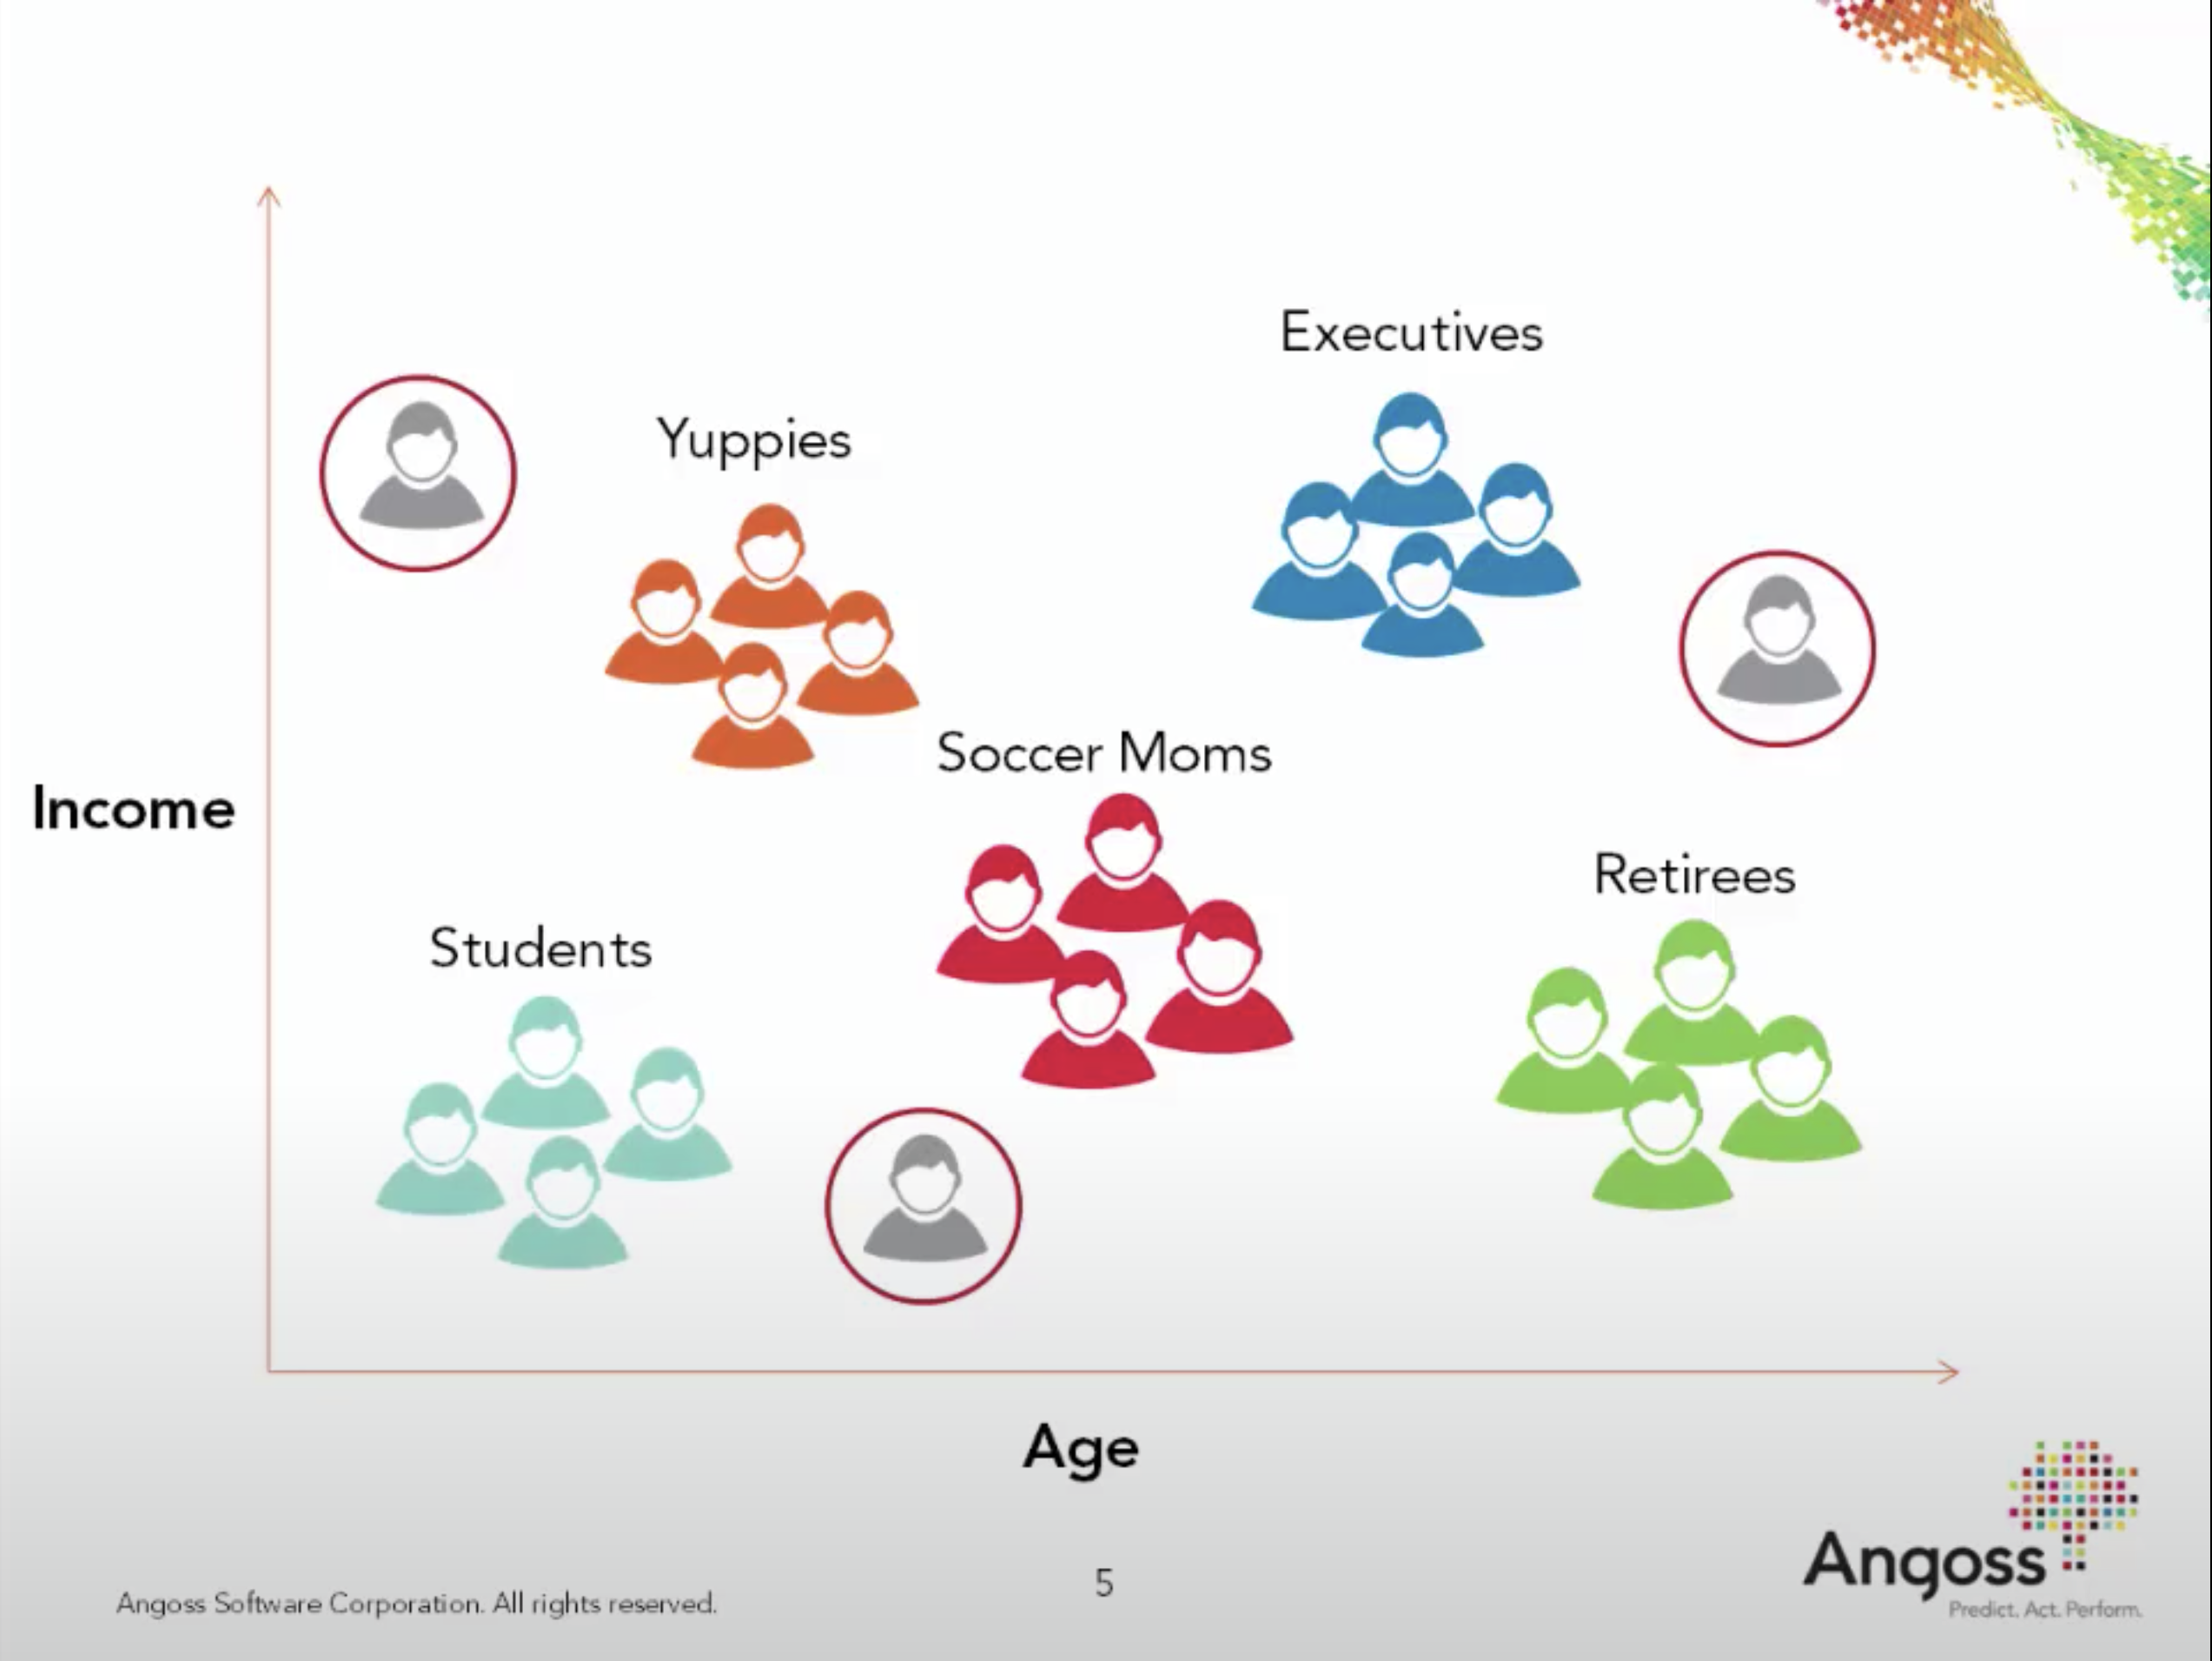 Executives
Yuppies
Soccer Moms
Income
Retirees
Students
Age
5
Angoss
Predict. Act. Perform.
Angoss Software Corporation. All rights reserved.